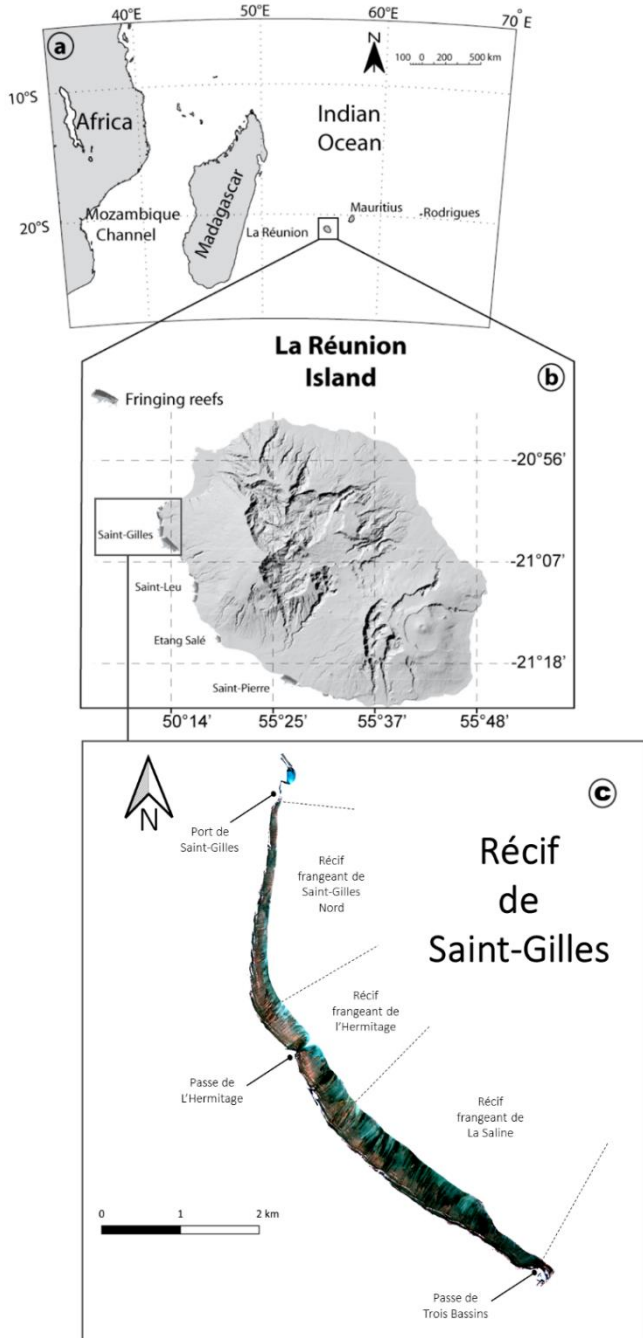 a
40°E
50°E
60°E
70°E
N
100 0 200 500 km
10°S
20°S
Africa
Indian
Ocean
Madagascar
Mozambique
Channel
Mauritius
-Rodrigues
La Réunion
La Réunion
Island
b
Fringing reefs
-20°56'
Saint-Gilles
-21°07'
Saint-Leu
Etang Salé
-21°18'
Saint-Pierre
50°14' 55°25' 55°37' 55°48'
c
N
Port de
Saint-Gilles
Récif
frangeant de
Saint-Gilles
Nord
Récif
de
Saint-Gilles
Récif
frangeant de
l'Hermitage
Passe de
L'Hermitage
Récif
frangeant de
La Saline
0 1 2 km
Passe de
Trois Bassins